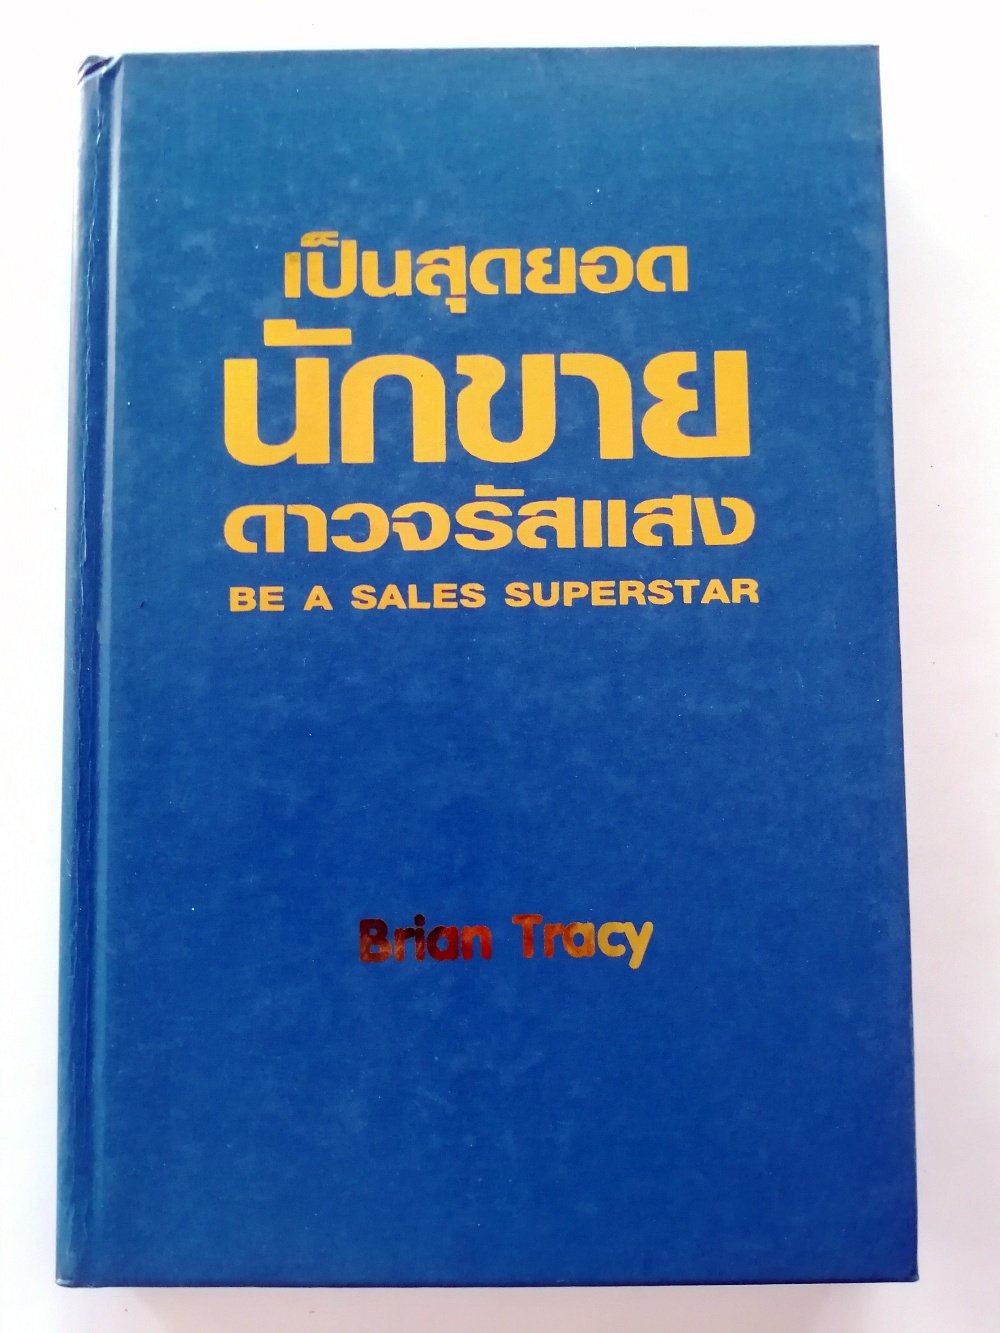 เป็นสุดยอด
นักขาย
ดาวจรัสแสง
BE A SALES SUPERSTAR
Brian Tracy